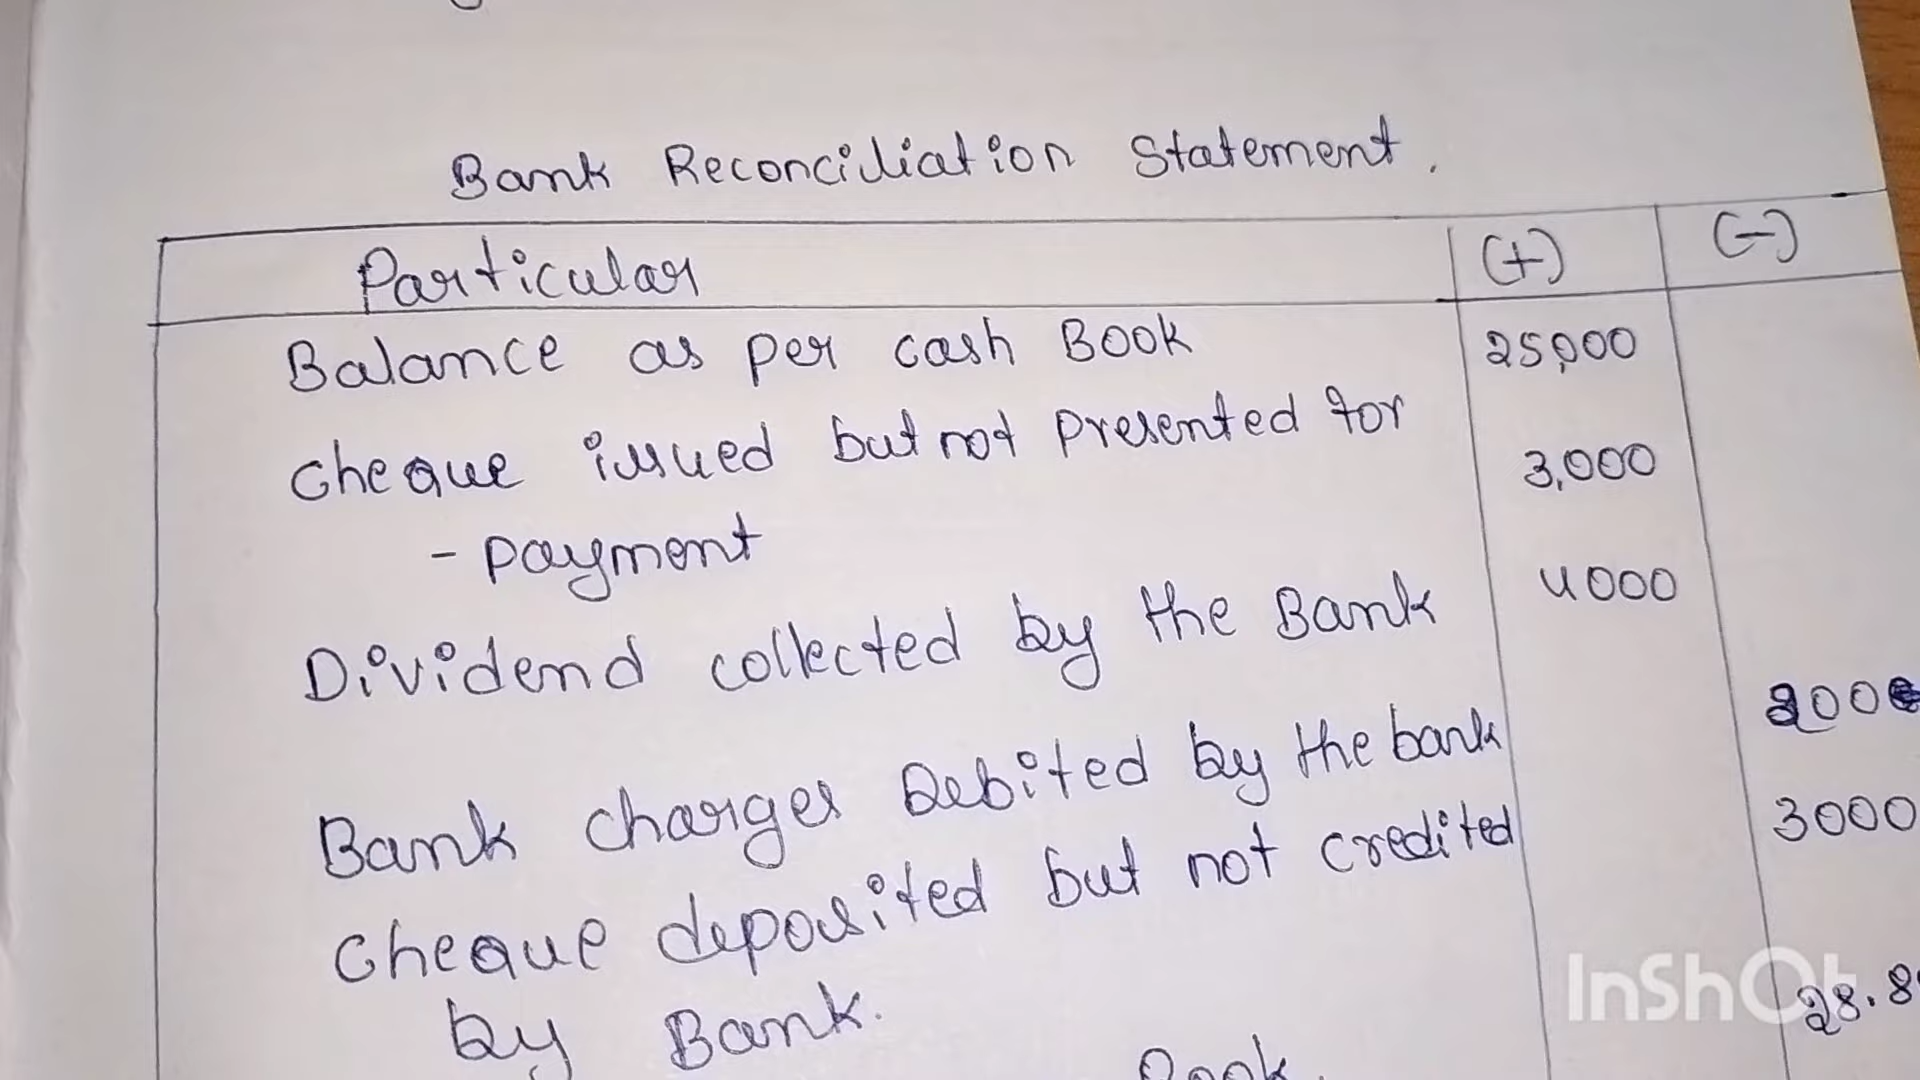 Bank Reconciliation Statement.
Particular (+) (-)
Balance as per cash Book 25,000
cheque issued but not presented for 3,000
- payment
Dividend collected by the Bank 4000
Bank charges Debited by the bank
cheque deposited but not credited 3000
by Bank.
28.8
InShOt